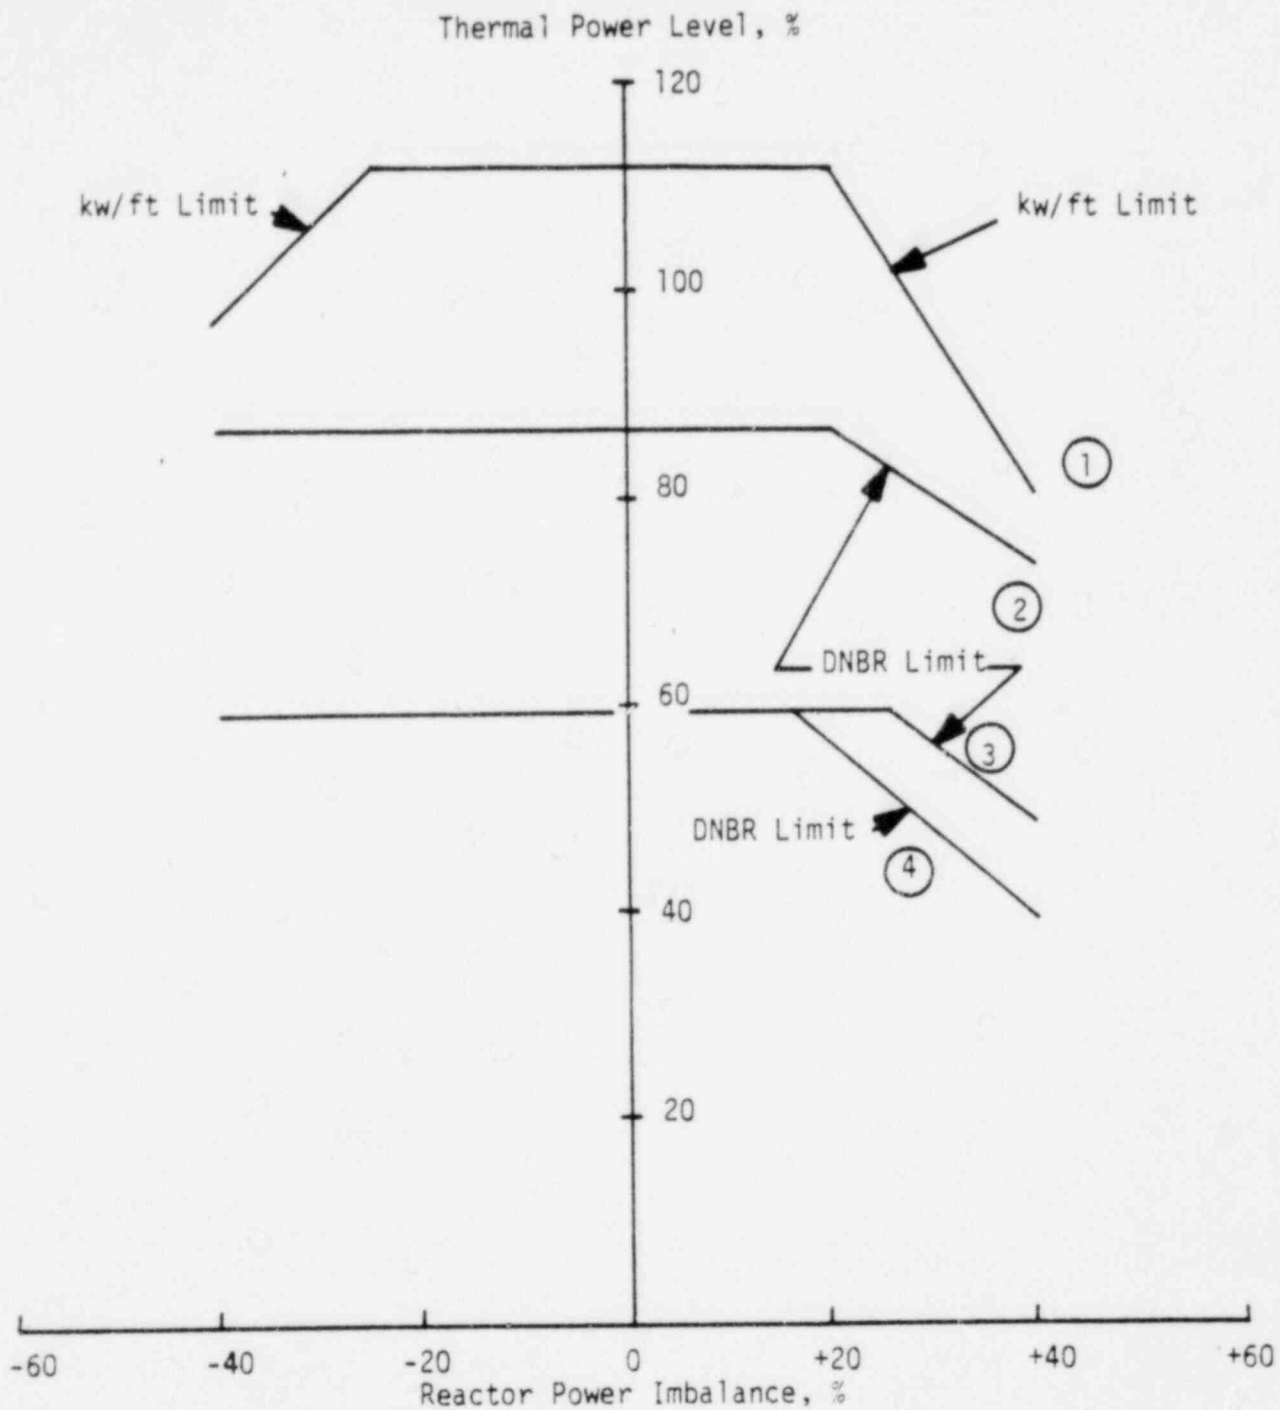 Thermal Power Level, %
120
kw/ft Limit
kw/ft Limit
100
1
80
2
DNBR Limit
60
3
DNBR Limit
4
40
20
-60 -40 -20 0 +20 +40 +60
Reactor Power Imbalance, %